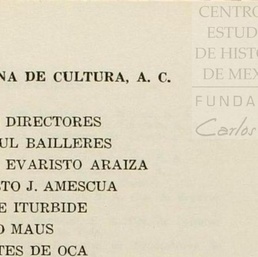 CENTRO
ESTUD
DE HISTO
DE MEX
FUNDA
Carlos
NA DE CULTURA, A. C.
DIRECTORES
UL BAILLERES
EVARISTO ARAIZA
TO J. AMESCUA
E ITURBIDE
O MAUS
TES DE OCA